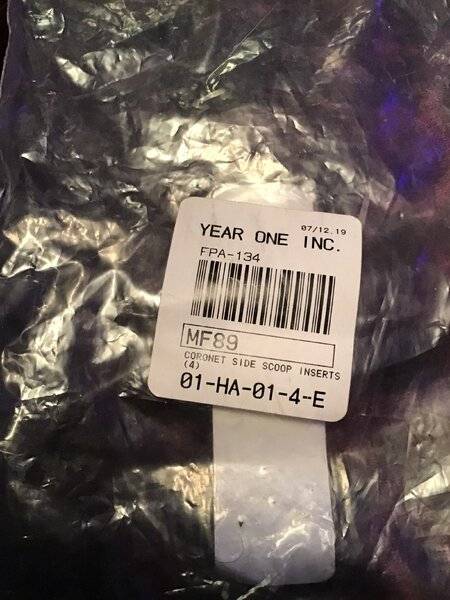 07/12.19
YEAR ONE INC.
FPA-134
MF89
CORONET SIDE SCOOP INSERTS
(4)
01-HA-01-4-E